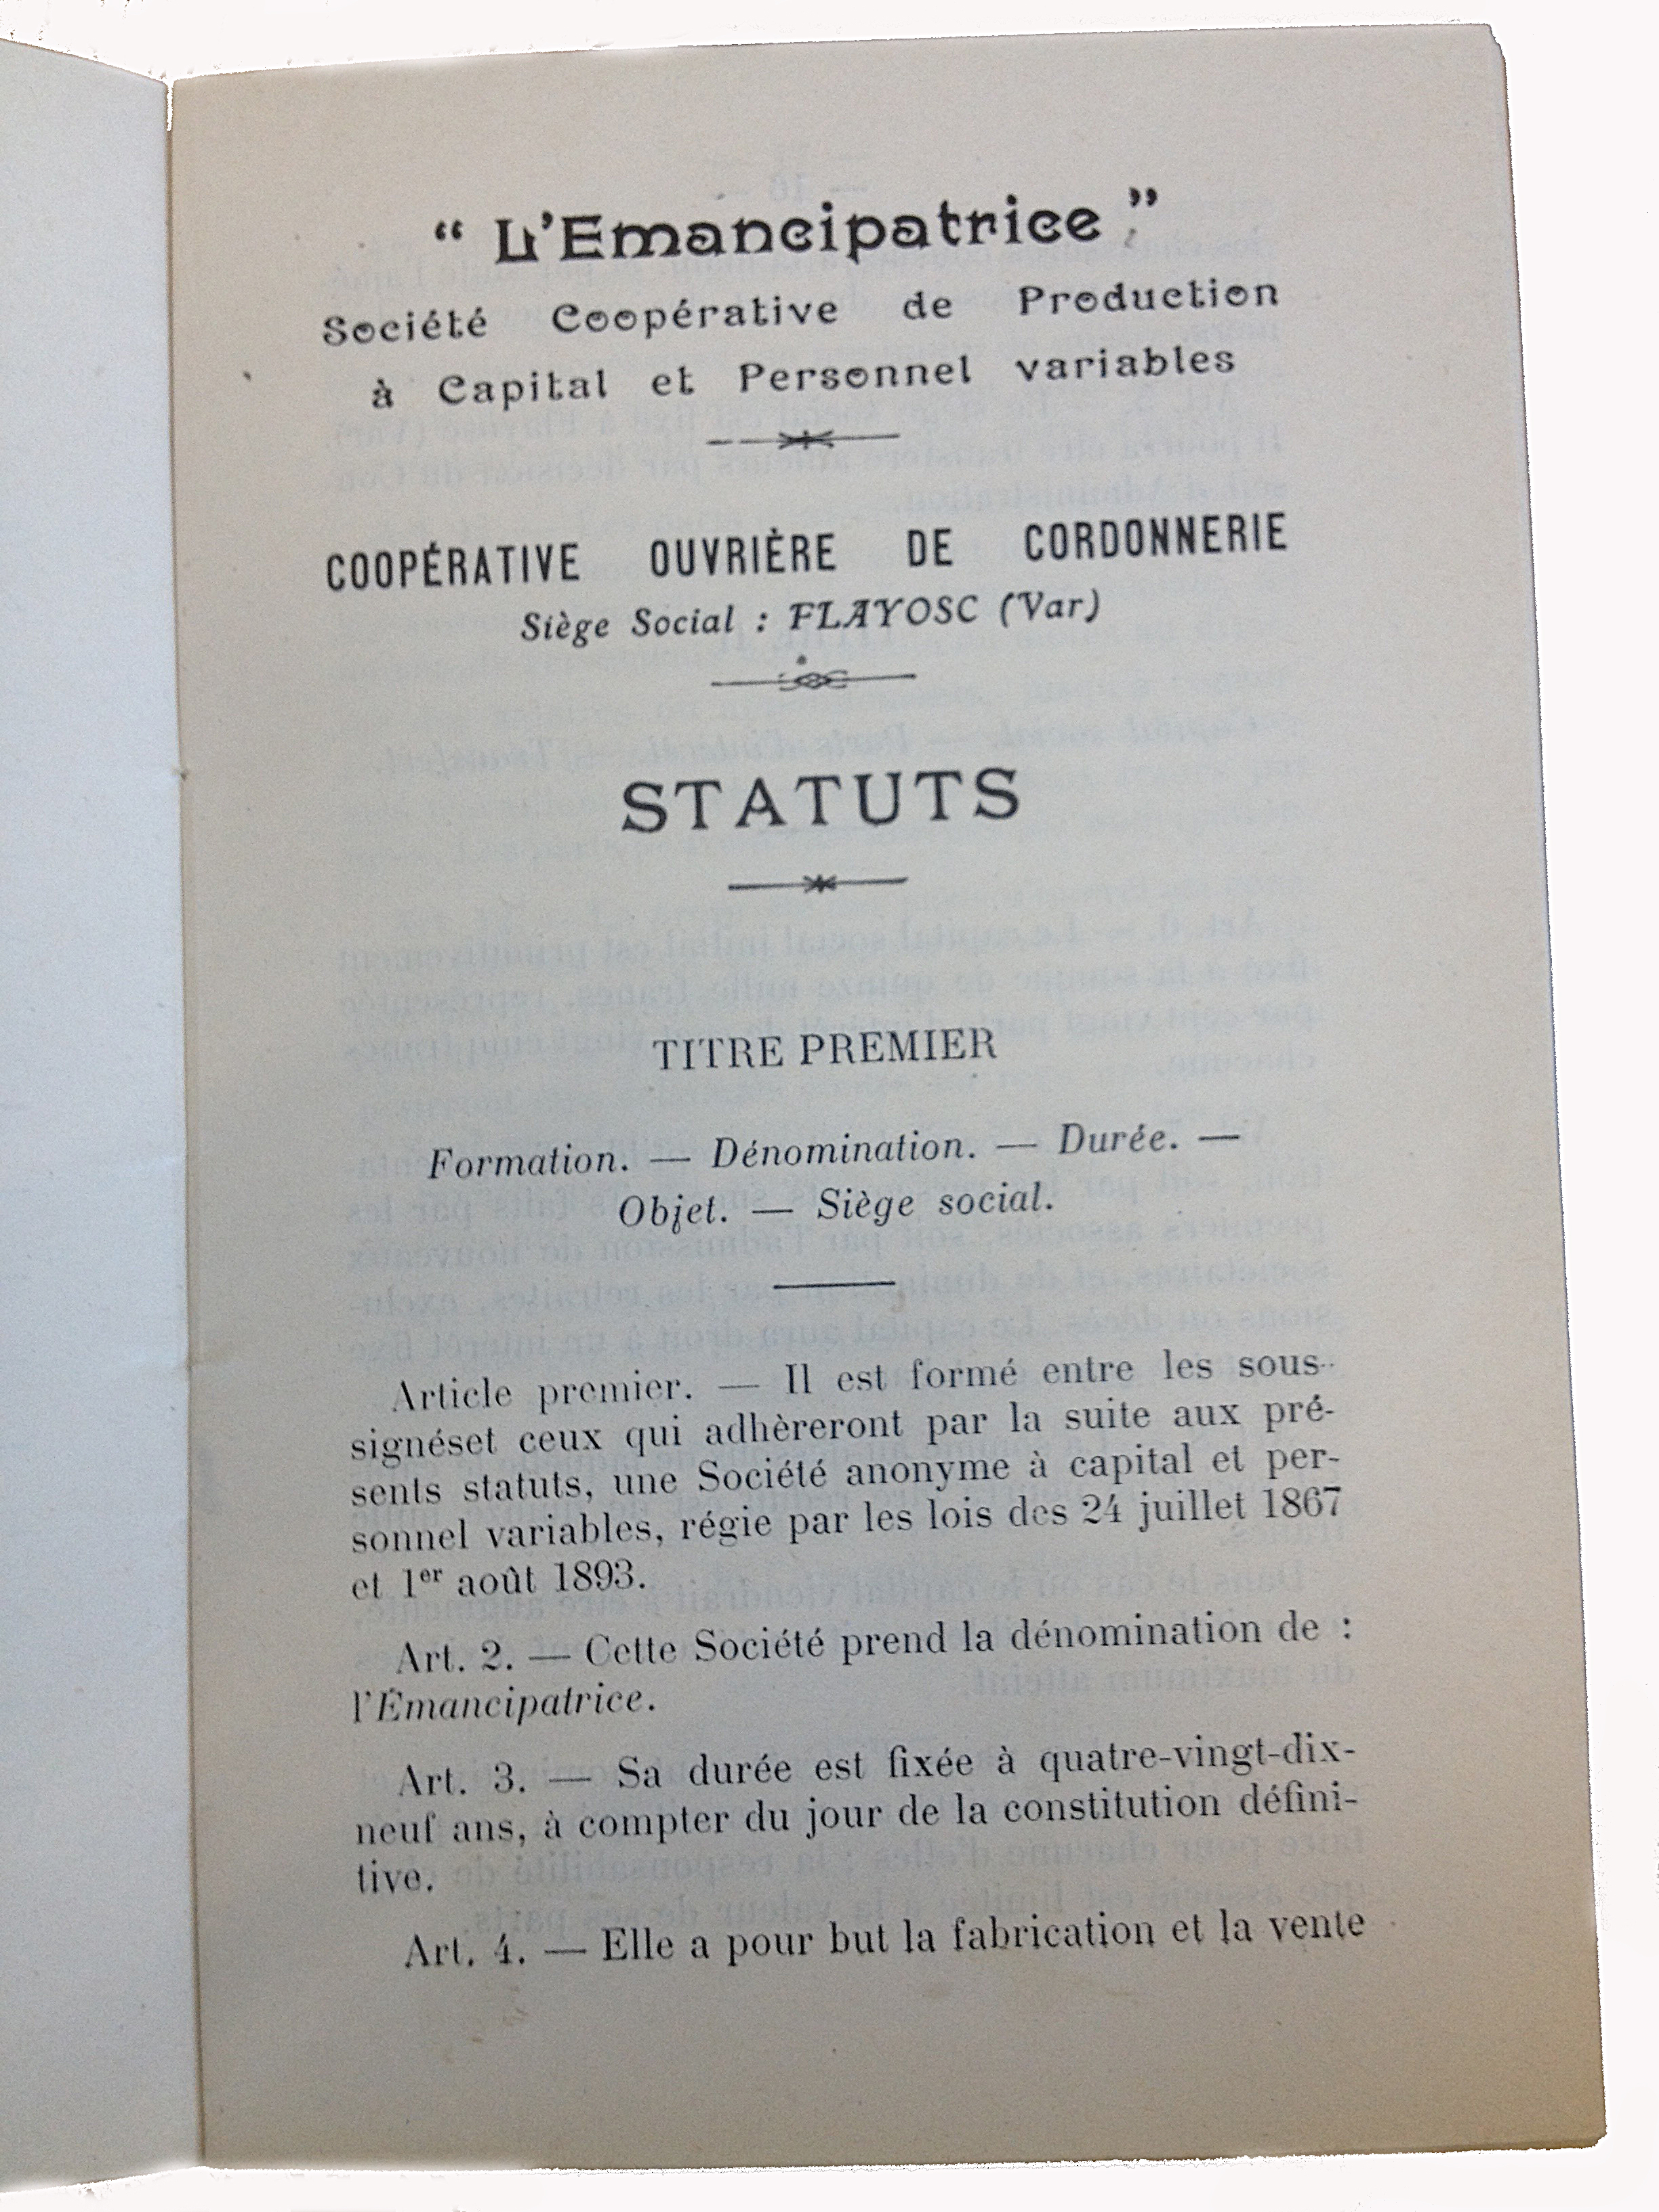 “ L'Emancipatrice ”
Société Coopérative de Production
à Capital et Personnel variables
COOPÉRATIVE OUVRIÈRE DE CORDONNERIE
Siège Social : FLAYOSC (Var)
STATUTS
TITRE PREMIER
Formation. — Dénomination. — Durée. —
Objet. — Siège social.
Article premier. — Il est formé entre les sous-
signéset ceux qui adhèreront par la suite aux pré-
sents statuts, une Société anonyme à capital et per-
sonnel variables, régie par les lois des 24 juillet 1867
et 1er août 1893.
Art. 2. — Cette Société prend la dénomination de :
l'Émancipatrice.
Art. 3. — Sa durée est fixée à quatre-vingt-dix-
neuf ans, à compter du jour de la constitution défini-
tive.
Art. 4. — Elle a pour but la fabrication et la vente